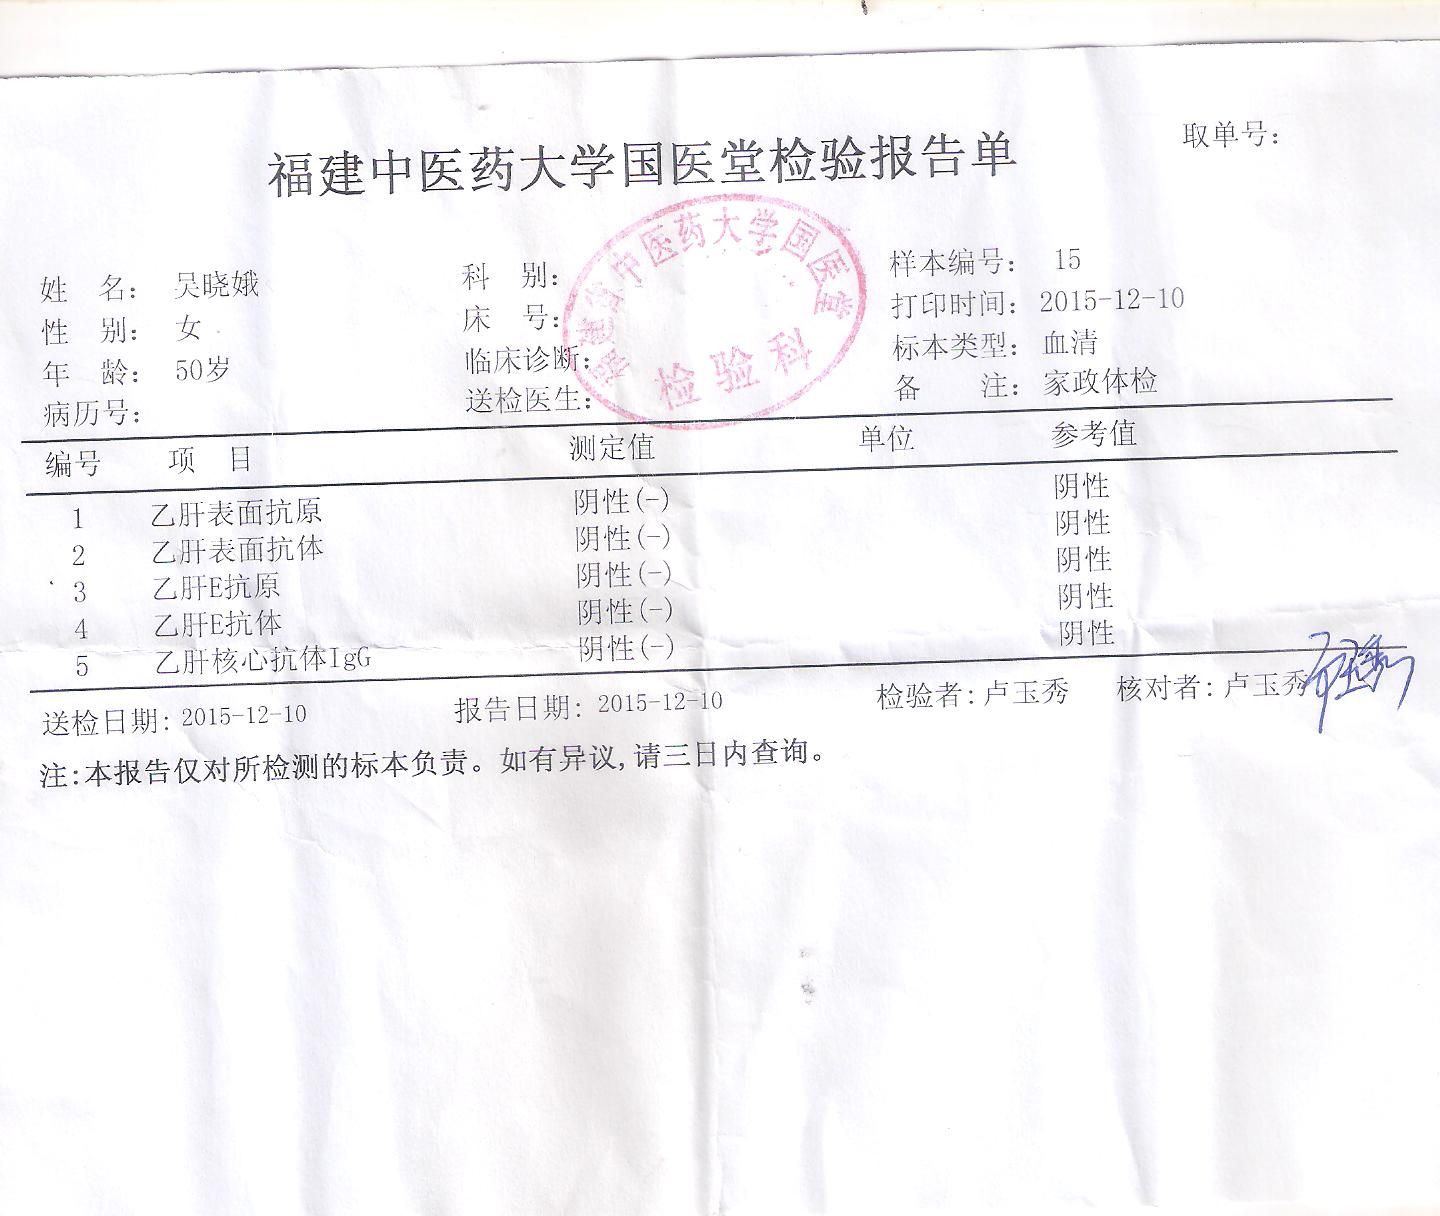 取单号：
福建中医药大学国医堂检验报告单
福建省中医药大学国医堂
检验科
姓 名： 吴晓娥 科 别： 样本编号： 15
性 别： 女 床 号： 打印时间： 2015-12-10
年 龄： 50岁 临床诊断： 标本类型： 血清
病历号： 送检医生： 备 注： 家政体检
编号 项 目 测定值 单位 参考值
1 乙肝表面抗原 阴性(-) 阴性
2 乙肝表面抗体 阴性(-) 阴性
3 乙肝E抗原 阴性(-) 阴性
4 乙肝E抗体 阴性(-) 阴性
5 乙肝核心抗体IgG 阴性(-) 阴性
送检日期: 2015-12-10 报告日期: 2015-12-10 检验者: 卢玉秀 核对者: 卢玉秀 卢玉秀
注:本报告仅对所检测的标本负责。如有异议,请三日内查询。